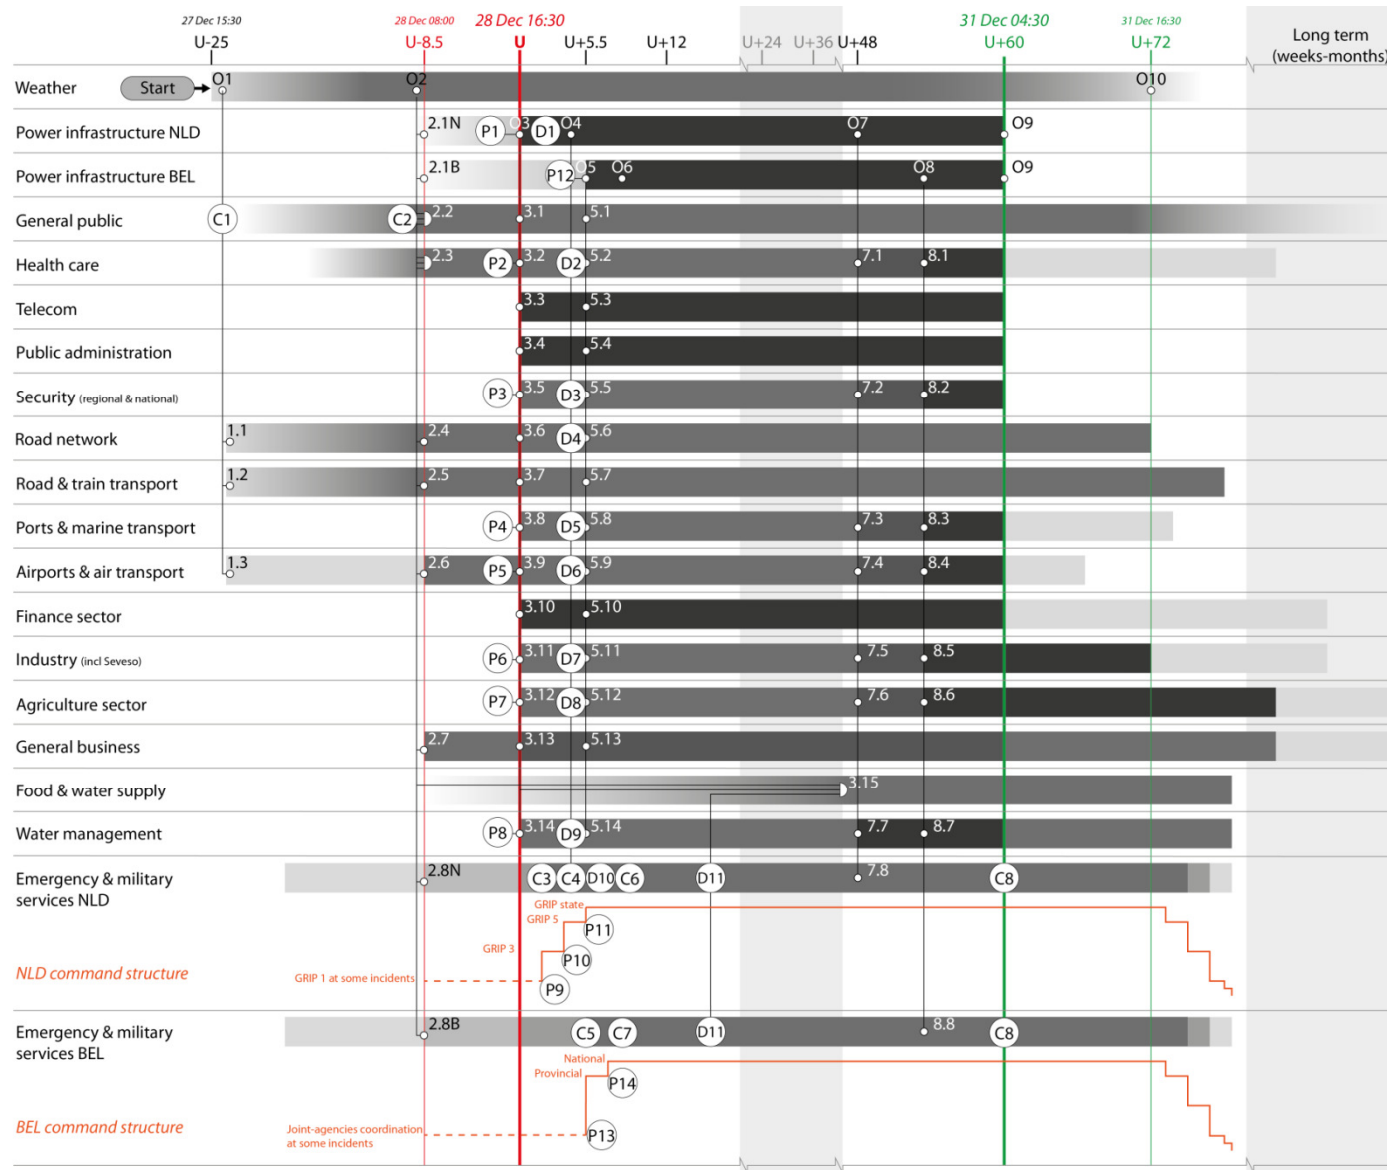 27 Dec 15:30 28 Dec 08:00 28 Dec 16:30 31 Dec 04:30 31 Dec 16:30
U-25 U-8.5 U U+5.5 U+12 U+24 U+36 U+48 U+60 U+72 Long term
(weeks-months)
Weather Start O1 O2 O10
Power infrastructure NLD 2.1N P1 O3 D1 O4 O7 O9
Power infrastructure BEL 2.1B P12 O5 O6 O8 O9
General public C1 C2 2.2 3.1 5.1
Health care 2.3 P2 3.2 D2 5.2 7.1 8.1
Telecom 3.3 5.3
Public administration 3.4 5.4
Security (regional & national) P3 3.5 D3 5.5 7.2 8.2
Road network 1.1 2.4 3.6 D4 5.6
Road & train transport 1.2 2.5 3.7 5.7
Ports & marine transport P4 3.8 D5 5.8 7.3 8.3
Airports & air transport 1.3 2.6 P5 3.9 D6 5.9 7.4 8.4
Finance sector 3.10 5.10
Industry (incl Seveso) P6 3.11 D7 5.11 7.5 8.5
Agriculture sector P7 3.12 D8 5.12 7.6 8.6
General business 2.7 3.13 5.13
Food & water supply 3.15
Water management P8 3.14 D9 5.14 7.7 8.7
Emergency & military
services NLD 2.8N C3 C4 D10 C6 D11 7.8 C8
GRIP state
GRIP 5
P11
GRIP 3
P10
NLD command structure GRIP 1 at some incidents
P9
Emergency & military
services BEL 2.8B C5 C7 D11 8.8 C8
National
Provincial
P14
BEL command structure Joint-agencies coordination
at some incidents
P13